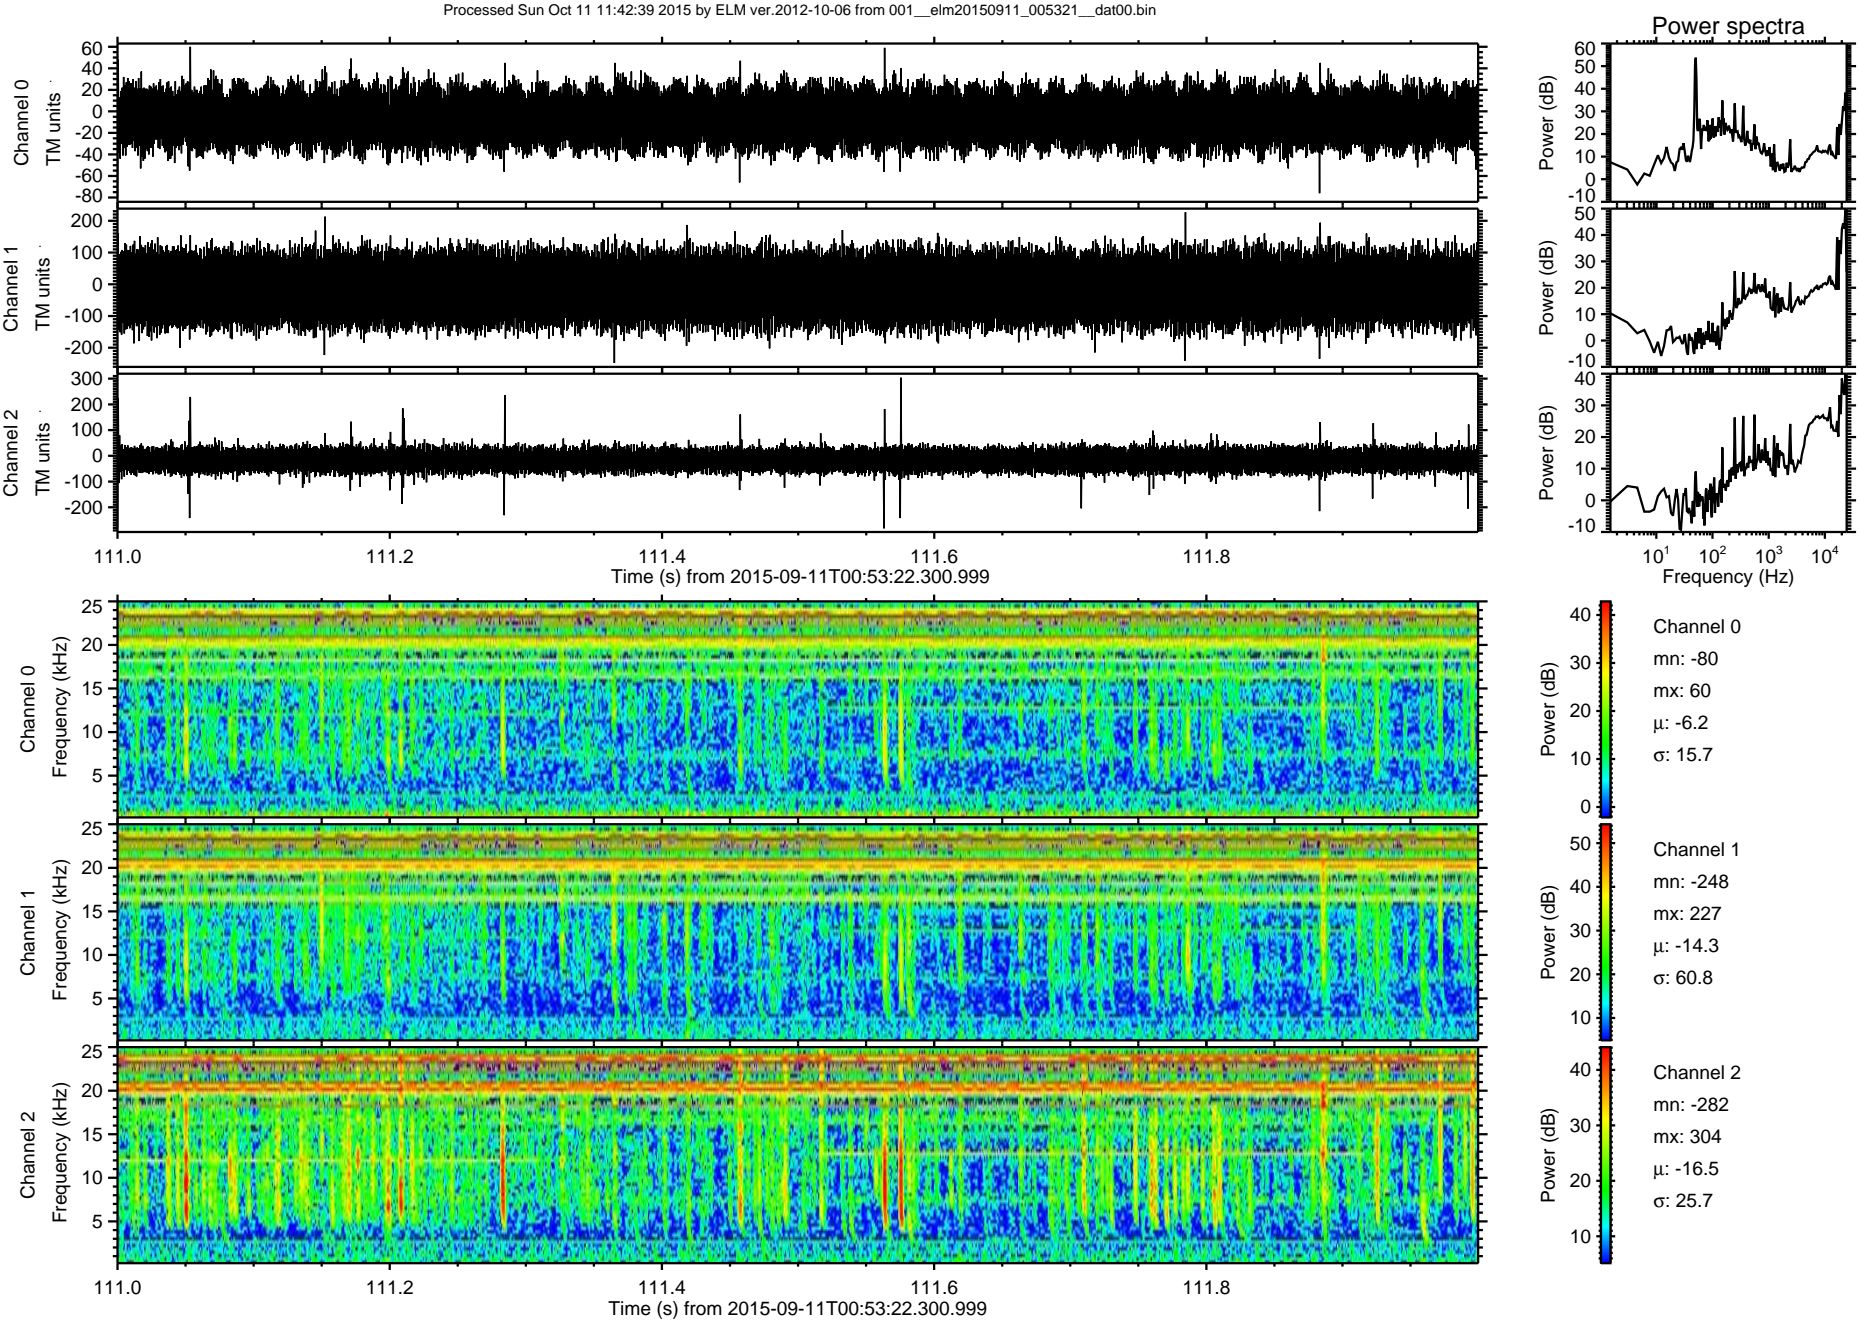 Processed Sun Oct 11 11:42:39 2015 by ELM ver.2012-10-06 from 001__elm20150911_005321__dat00.bin
Power spectra
Channel 0
TM units
60
40
20
0
-20
-40
-60
-80
Power (dB)
60
50
40
30
20
10
0
-10
Channel 1
TM units
200
100
0
-100
-200
Power (dB)
50
40
30
20
10
0
-10
Channel 2
TM units
300
200
100
0
-100
-200
Power (dB)
40
30
20
10
0
-10
111.0 111.2 111.4 111.6 111.8
Time (s) from 2015-09-11T00:53:22.300.999
10¹ 10² 10³ 10⁴
Frequency (Hz)
Channel 0
Frequency (kHz)
25
20
15
10
5
Power (dB)
40
30
20
10
0
Channel 0
mn: -80
mx: 60
μ: -6.2
σ: 15.7
Channel 1
Frequency (kHz)
25
20
15
10
5
Power (dB)
50
40
30
20
10
Channel 1
mn: -248
mx: 227
μ: -14.3
σ: 60.8
Channel 2
Frequency (kHz)
25
20
15
10
5
Power (dB)
40
30
20
10
Channel 2
mn: -282
mx: 304
μ: -16.5
σ: 25.7
111.0 111.2 111.4 111.6 111.8
Time (s) from 2015-09-11T00:53:22.300.999